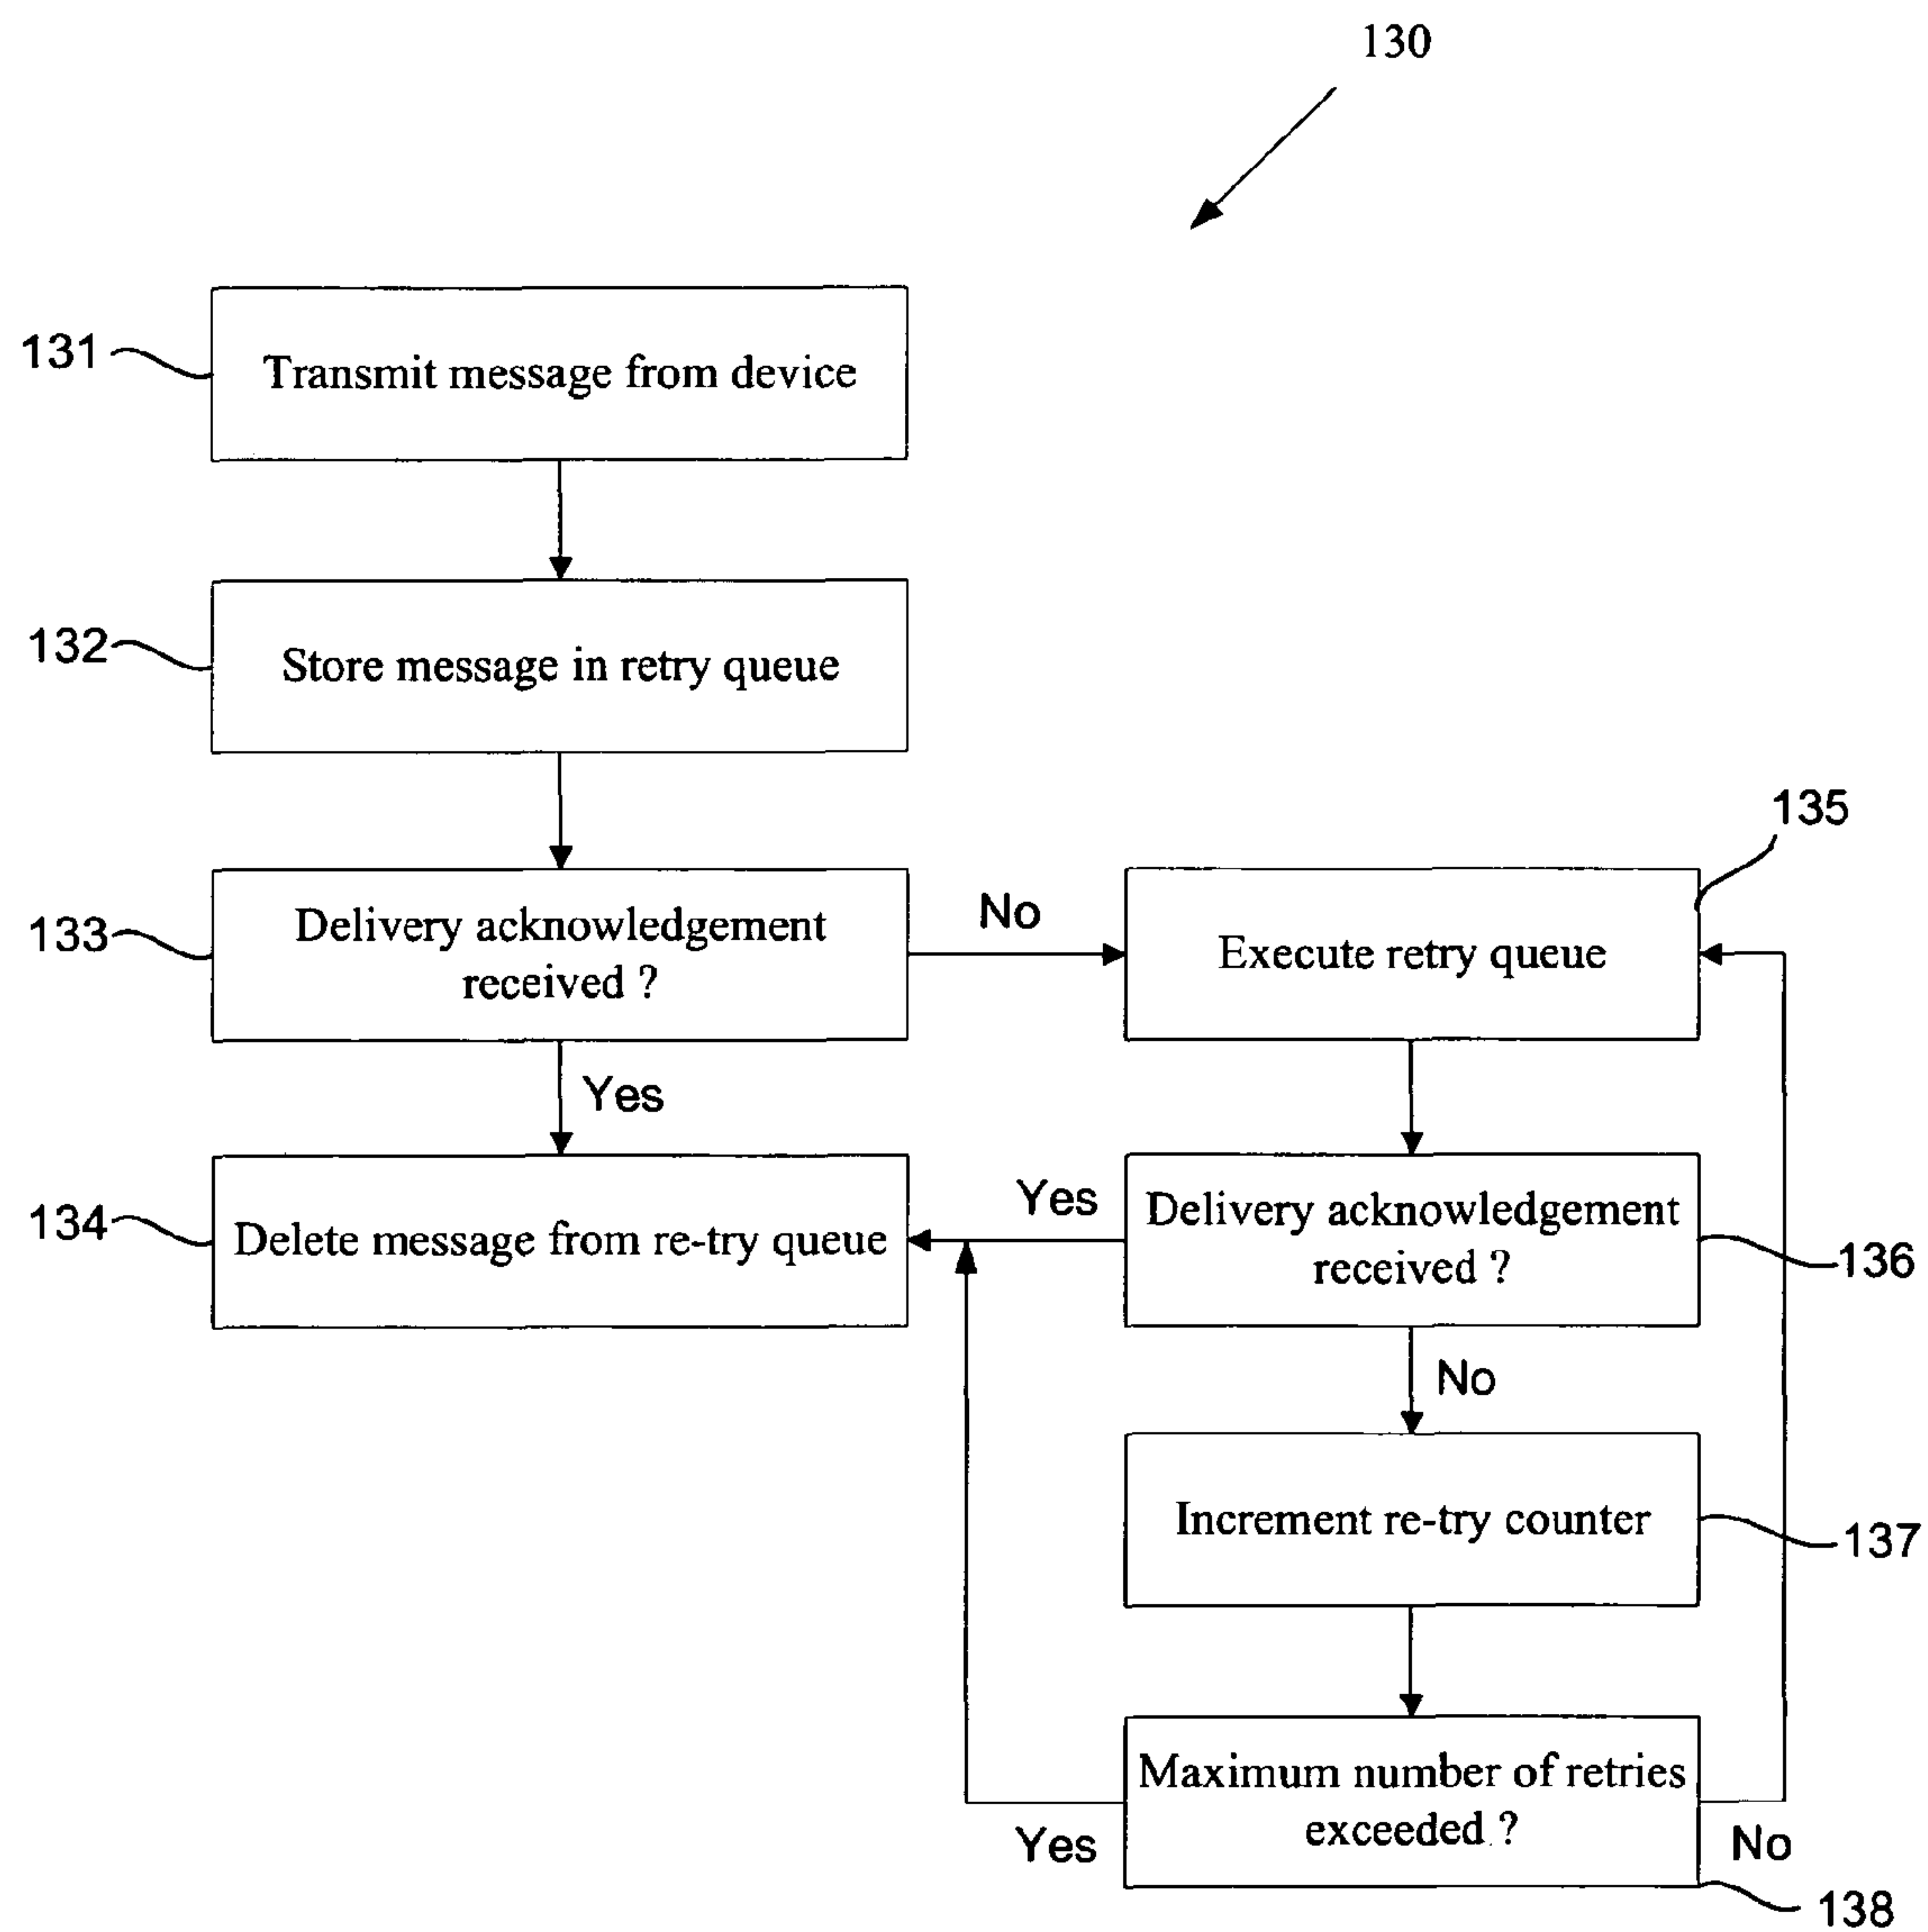 130
131
Transmit message from device
132
Store message in retry queue
135
133
Delivery acknowledgement
received ?
No
Execute retry queue
Yes
134
Delete message from re-try queue
Yes
Delivery acknowledgement
received ?
136
No
Increment re-try counter
137
Maximum number of retries
exceeded ?
Yes
No
138